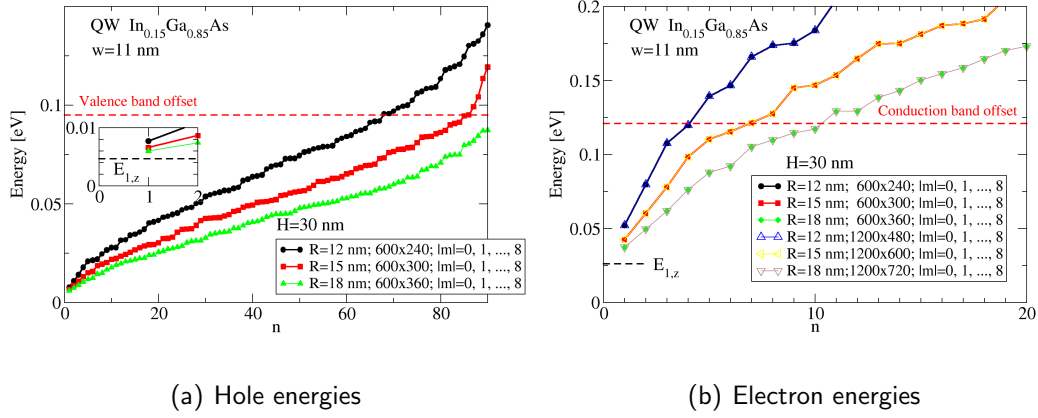 QW In0.15Ga0.85As
w=11 nm
Valence band offset
0.01
E1,z
0
0
1
2
0.1
0.05
0
Energy [eV]
H=30 nm
R=12 nm; 600x240; |m|=0, 1, ..., 8
R=15 nm; 600x300; |m|=0, 1, ..., 8
R=18 nm; 600x360; |m|=0, 1, ..., 8
0 20 40 60 80
n
(a) Hole energies
QW In0.15Ga0.85As
w=11 nm
0.2
0.15
0.1
0.05
0
Energy [eV]
Conduction band offset
H=30 nm
R=12 nm; 600x240; |m|=0, 1, ..., 8
R=15 nm; 600x300; |m|=0, 1, ..., 8
R=18 nm; 600x360; |m|=0, 1, ..., 8
R=12 nm;1200x480; |m|=0, 1, ..., 8
R=15 nm;1200x600; |m|=0, 1, ..., 8
R=18 nm;1200x720; |m|=0, 1, ..., 8
E1,z
0 10 20
n
(b) Electron energies